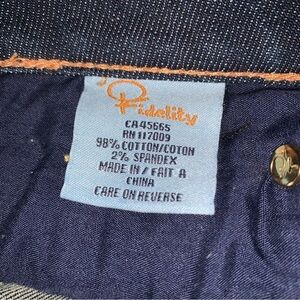 Fidelity
CA45665
RN 117009
98% COTTON/COTON
2% SPANDEX
MADE IN / FAIT A
CHINA
CARE ON REVERSE